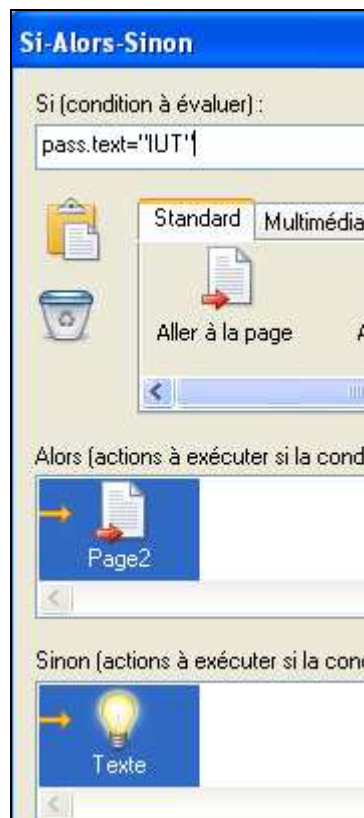 Si-Alors-Sinon
Si (condition à évaluer) :
pass.text="IUT"
Standard Multimédia
Aller à la page A
Alors (actions à exécuter si la cond
Page2
Sinon (actions à exécuter si la con
Texte